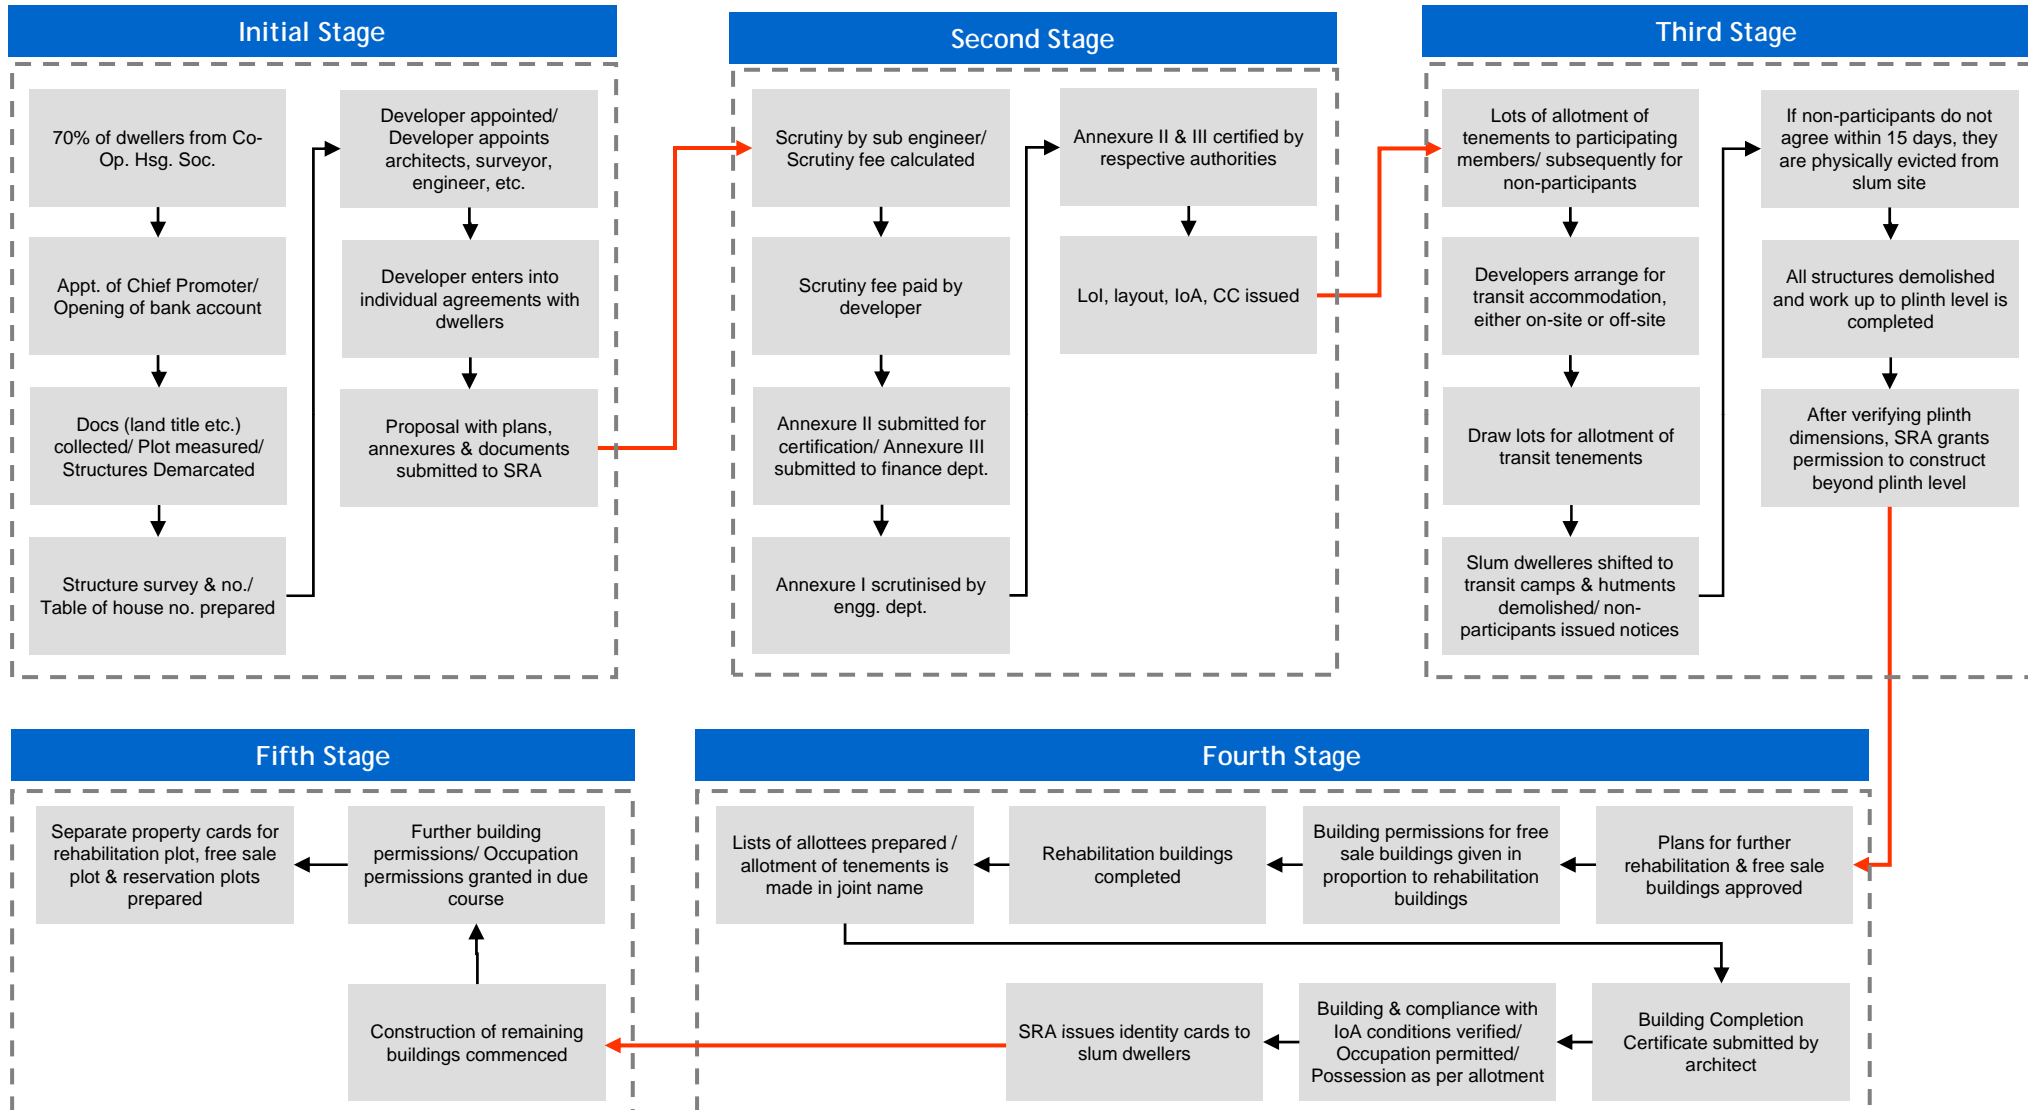 Initial Stage
70% of dwellers from Co-
Op. Hsg. Soc.
Appt. of Chief Promoter/
Opening of bank account
Docs (land title etc.)
collected/ Plot measured/
Structures Demarcated
Structure survey & no./
Table of house no. prepared
Developer appointed/
Developer appoints
architects, surveyor,
engineer, etc.
Developer enters into
individual agreements with
dwellers
Proposal with plans,
annexures & documents
submitted to SRA
Second Stage
Scrutiny by sub engineer/
Scrutiny fee calculated
Scrutiny fee paid by
developer
Annexure II submitted for
certification/ Annexure III
submitted to finance dept.
Annexure I scrutinised by
engg. dept.
Annexure II & III certified by
respective authorities
LoI, layout, IoA, CC issued
Third Stage
Lots of allotment of
tenements to participating
members/ subsequently for
non-participants
Developers arrange for
transit accommodation,
either on-site or off-site
Draw lots for allotment of
transit tenements
Slum dwelleres shifted to
transit camps & hutments
demolished/ non-
participants issued notices
If non-participants do not
agree within 15 days, they
are physically evicted from
slum site
All structures demolished
and work up to plinth level is
completed
After verifying plinth
dimensions, SRA grants
permission to construct
beyond plinth level
Fourth Stage
Plans for further
rehabilitation & free sale
buildings approved
Building permissions for free
sale buildings given in
proportion to rehabilitation
buildings
Rehabilitation buildings
completed
Lists of allottees prepared /
allotment of tenements is
made in joint name
Building Completion
Certificate submitted by
architect
Building & compliance with
IoA conditions verified/
Occupation permitted/
Possession as per allotment
SRA issues identity cards to
slum dwellers
Fifth Stage
Construction of remaining
buildings commenced
Further building
permissions/ Occupation
permissions granted in due
course
Separate property cards for
rehabilitation plot, free sale
plot & reservation plots
prepared